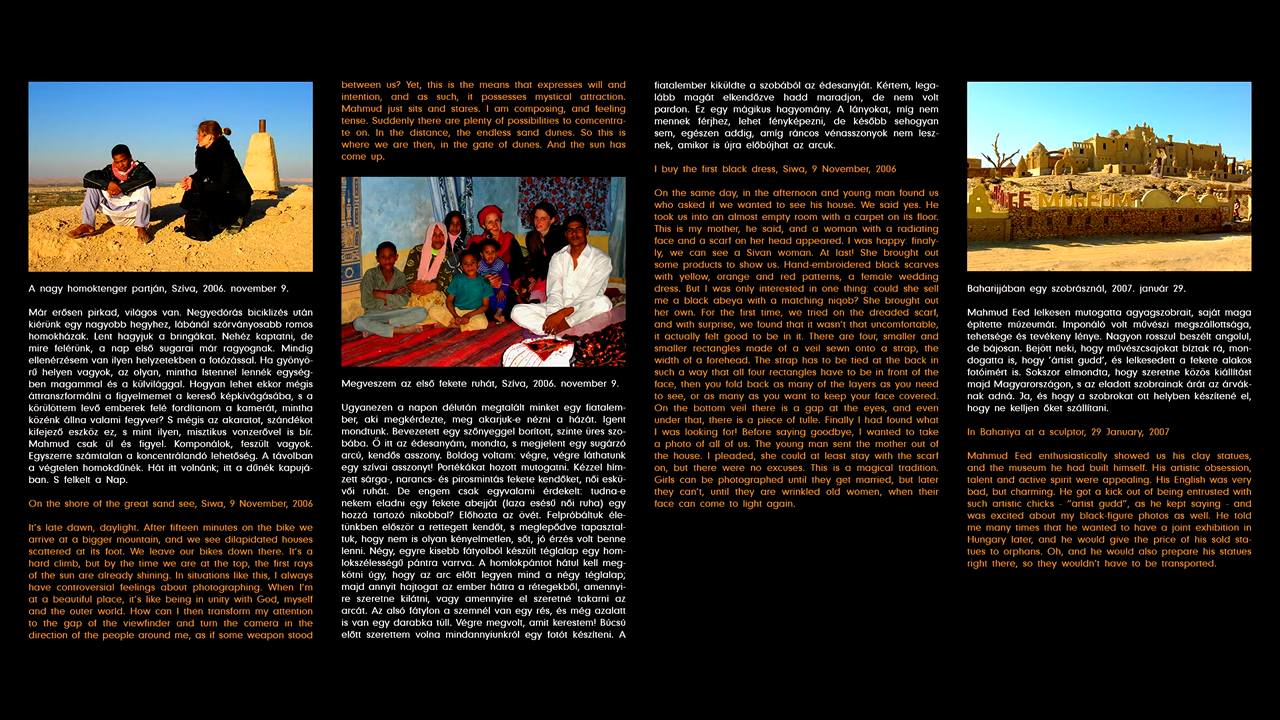 A nagy homoktenger partján, Szíva, 2006. november 9.
Már erősen pirkad, világos van. Negyedórás biciklizés után
kiérünk egy nagyobb hegyhez, lábánál szórványosabb romos
homokházak. Lent hagyjuk a bringákat. Nehéz kaptatni, de
mire felérünk, a nap első sugarai már ragyognak. Mindig
ellenérzésem van ilyen helyzetekben a fotózással. Ha gyönyö-
rű helyen vagyok, az olyan, mintha Istennel lennék egység-
ben magammal és a külvilággal. Hogyan lehet ekkor mégis
áttranszformálni a figyelmemet a kereső képkivágásába, s a
körülöttem levő emberek felé fordítanom a kamerát, mintha
közénk állna valami fegyver? S mégis az akaratot, szándékot
kifejező eszköz ez, s mint ilyen, misztikus vonzerővel is bír.
Mahmud csak ül és figyel. Komponálok, feszült vagyok.
Egyszerre számtalan a koncentrálandó lehetőség. A távolban
a végtelen homokdűnék. Hát itt volnánk; itt a dűnék kapujá-
ban. S felkelt a Nap.
On the shore of the great sand see, Siwa, 9 November, 2006
It's late dawn, daylight. After fifteen minutes on the bike we
arrive at a bigger mountain, and we see dilapidated houses
scattered at its foot. We leave our bikes down there. It's a
hard climb, but by the time we are at the top, the first rays
of the sun are already shining. In situations like this, I always
have controversial feelings about photographing. When I'm
at a beautiful place, it's like being in unity with God, myself
and the outer world. How can I then transform my attention
to the gap of the viewfinder and turn the camera in the
direction of the people around me, as if some weapon stood
between us? Yet, this is the means that expresses will and
intention, and as such, it possesses mystical attraction.
Mahmud just sits and stares. I am composing, and feeling
tense. Suddenly there are plenty of possibilities to comcentra-
te on. In the distance, the endless sand dunes. So this is
where we are then, in the gate of dunes. And the sun has
come up.
Megveszem az első fekete ruhát, Szíva, 2006. november 9.
Ugyanezen a napon délután megtalált minket egy fiatalem-
ber, aki megkérdezte, meg akarjuk-e nézni a házát. Igent
mondtunk. Bevezetett egy szőnyeggel borított, szinte üres szo-
bába. Ő itt az édesanyám, mondta, s megjelent egy sugárzó
arcú, kendős asszony. Boldog voltam: végre, végre láthatunk
egy szívai asszonyt! Portékákat hozott mutogatni. Kézzel hím-
zett sárga-, narancs- és pirosmintás fekete kendőket, női eskü-
vői ruhát. De engem csak egyvalami érdekelt: tudna-e
nekem eladni egy fekete abejját (laza esésű női ruha) egy
hozzá tartozó nikobbal? Előhozta az övét. Felpróbáltuk éle-
tünkben először a rettegett kendőt, s meglepődve tapasztal-
tuk, hogy nem is olyan kényelmetlen, sőt, jó érzés volt benne
lenni. Négy, egyre kisebb fátyolból készült téglalap egy hom-
lokszélességű pántra varrva. A homlokpántot hátul kell meg-
kötni úgy, hogy az arc előtt legyen mind a négy téglalap;
majd annyit hajtogat az ember hátra a rétegekből, amennyi-
re szeretne kilátni, vagy amennyire el szeretné takarni az
arcát. Az alsó fátylon a szemnél van egy rés, és még azalatt
is van egy darabka tüll. Végre megvolt, amit kerestem! Búcsú
előtt szerettem volna mindannyiunkról egy fotót készíteni. A
fiatalember kiküldte a szobából az édesanyját. Kértem, lega-
lább magát elkendőzve hadd maradjon, de nem volt
pardon. Ez egy mágikus hagyomány. A lányokat, míg nem
mennek férjhez, lehet fényképezni, de később sehogyan
sem, egészen addig, amíg ráncos vénasszonyok nem lesz-
nek, amikor is újra előbújhat az arcuk.
I buy the first black dress, Siwa, 9 November, 2006
On the same day, in the afternoon and young man found us
who asked if we wanted to see his house. We said yes. He
took us into an almost empty room with a carpet on its floor.
This is my mother, he said, and a woman with a radiating
face and a scarf on her head appeared. I was happy: finaly-
ly, we can see a Sivan woman. At last! She brought out
some products to show us. Hand-embroidered black scarves
with yellow, orange and red patterns, a female wedding
dress. But I was only interested in one thing: could she sell
me a black abeya with a matching niqob? She brought out
her own. For the first time, we tried on the dreaded scarf,
and with surprise, we found that it wasn't that uncomfortable,
it actually felt good to be in it. There are four, smaller and
smaller rectangles made of a veil sewn onto a strap, the
width of a forehead. The strap has to be tied at the back in
such a way that all four rectangles have to be in front of the
face, then you fold back as many of the layers as you need
to see, or as many as you want to keep your face covered.
On the bottom veil there is a gap at the eyes, and even
under that, there is a piece of tulle. Finally I had found what
I was looking for! Before saying goodbye, I wanted to take
a photo of all of us. The young man sent the mother out of
the house. I pleaded, she could at least stay with the scarf
on, but there were no excuses. This is a magical tradition.
Girls can be photographed until they get married, but later
they can't, until they are wrinkled old women, when their
face can come to light again.
MUSEUM
Baharijjában egy szobrásznál, 2007. január 29.
Mahmud Eed lelkesen mutogatta agyagszobrait, saját maga
építette múzeumát. Imponáló volt művészi megszállottsága,
tehetsége és tevékeny lénye. Nagyon rosszul beszélt angolul,
de bájosan. Bejött neki, hogy művészcsajokat bíztak rá, mon-
dogatta is, hogy 'ártist gudd', és lelkesedett a fekete alakos
fotóimért is. Sokszor elmondta, hogy szeretne közös kiállítást
majd Magyarországon, s az eladott szobrainak árát az árvák-
nak adná. Ja, és hogy a szobrokat ott helyben készítené el,
hogy ne kelljen őket szállítani.
In Bahariya at a sculptor, 29 January, 2007
Mahmud Eed enthusiastically showed us his clay statues,
and the museum he had built himself. His artistic obsession,
talent and active spirit were appealing. His English was very
bad, but charming. He got a kick out of being entrusted with
such artistic chicks - "artist gudd", as he kept saying - and
was excited about my black-figure photos as well. He told
me many times that he wanted to have a joint exhibition in
Hungary later, and he would give the price of his sold sta-
tues to orphans. Oh, and he would also prepare his statues
right there, so they wouldn't have to be transported.